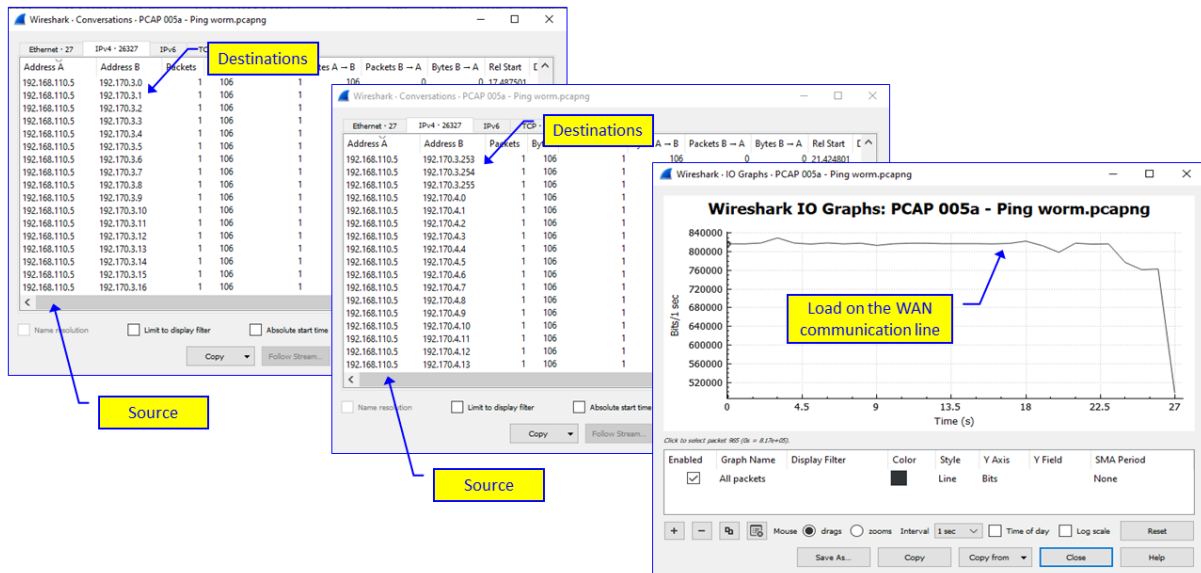 Wireshark · Conversations · PCAP 005a - Ping worm.pcapng
Ethernet · 27 IPv4 · 26327 IPv6
Destinations
Address A Address B Packets A → B Packets B → A Bytes B → A Rel Start
192.168.110.5 192.170.3.0 1 106 1 106 0 0 17.487501
192.168.110.5 192.170.3.1 1 106 1
192.168.110.5 192.170.3.2 1 106 1
192.168.110.5 192.170.3.3 1 106 1
192.168.110.5 192.170.3.4 1 106 1
192.168.110.5 192.170.3.5 1 106 1
192.168.110.5 192.170.3.6 1 106 1
192.168.110.5 192.170.3.7 1 106 1
192.168.110.5 192.170.3.8 1 106 1
192.168.110.5 192.170.3.9 1 106 1
192.168.110.5 192.170.3.10 1 106 1
192.168.110.5 192.170.3.11 1 106 1
192.168.110.5 192.170.3.12 1 106 1
192.168.110.5 192.170.3.13 1 106 1
192.168.110.5 192.170.3.14 1 106 1
192.168.110.5 192.170.3.15 1 106 1
192.168.110.5 192.170.3.16 1 106 1
Name resolution Limit to display filter Absolute start time
Copy Follow Stream...
Source
Wireshark · Conversations · PCAP 005a - Ping worm.pcapng
Ethernet · 27 IPv4 · 26327 IPv6 TCP
Destinations
Address A Address B Packets A → B Packets B → A Bytes B → A Rel Start
192.168.110.5 192.170.3.253 1 106 1 106 0 0 21.424801
192.168.110.5 192.170.3.254 1 106 1
192.168.110.5 192.170.3.255 1 106 1
192.168.110.5 192.170.4.0 1 106 1
192.168.110.5 192.170.4.1 1 106 1
192.168.110.5 192.170.4.2 1 106 1
192.168.110.5 192.170.4.3 1 106 1
192.168.110.5 192.170.4.4 1 106 1
192.168.110.5 192.170.4.5 1 106 1
192.168.110.5 192.170.4.6 1 106 1
192.168.110.5 192.170.4.7 1 106 1
192.168.110.5 192.170.4.8 1 106 1
192.168.110.5 192.170.4.9 1 106 1
192.168.110.5 192.170.4.10 1 106 1
192.168.110.5 192.170.4.11 1 106 1
192.168.110.5 192.170.4.12 1 106 1
192.168.110.5 192.170.4.13 1 106 1
Name resolution Limit to display filter Absolute start time
Copy Follow Stream...
Source
Wireshark · IO Graphs · PCAP 005a - Ping worm.pcapng
Wireshark IO Graphs: PCAP 005a - Ping worm.pcapng
840000
800000
760000
720000
680000
640000
600000
560000
520000
Bits/1 sec
Load on the WAN
communication line
0 4.5 9 13.5 18 22.5 27
Time (s)
Click to select packet 965 (0s = 8.17e+05).
Enabled Graph Name Display Filter Color Style Y Axis Y Field SMA Period
All packets Line Bits None
Mouse drags zooms Interval 1 sec Time of day Log scale Reset
Save As... Copy Copy from Close Help